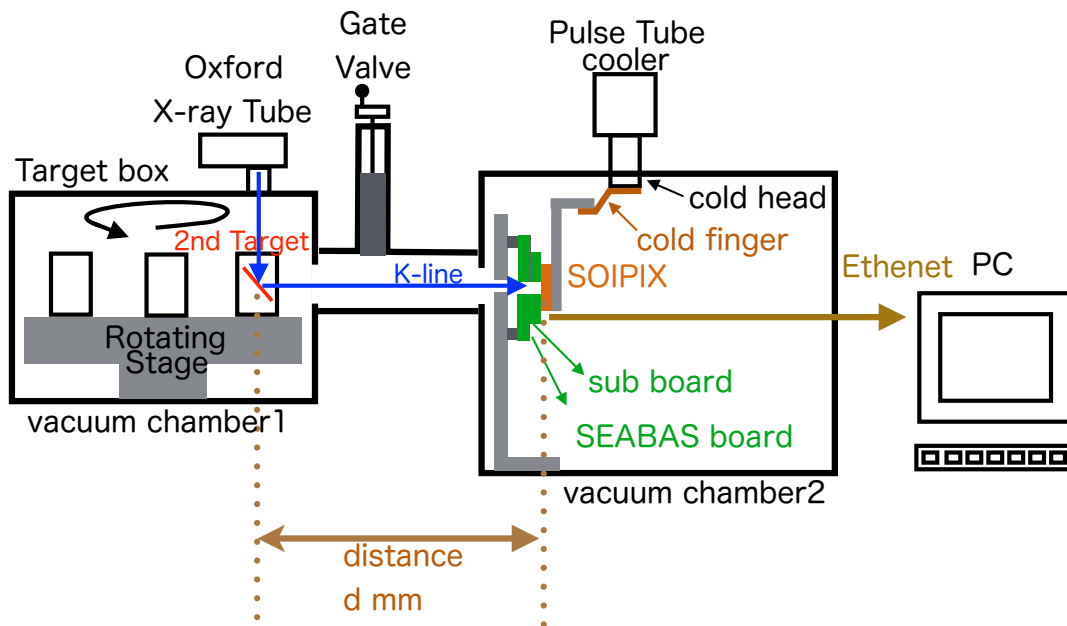 Gate
Valve
Pulse Tube
cooler
Oxford
X-ray Tube
Target box
cold head
2nd Target
cold finger
K-line
SOIPIX
Ethenet
PC
Rotating
Stage
sub board
vacuum chamber1
SEABAS board
vacuum chamber2
distance
d mm